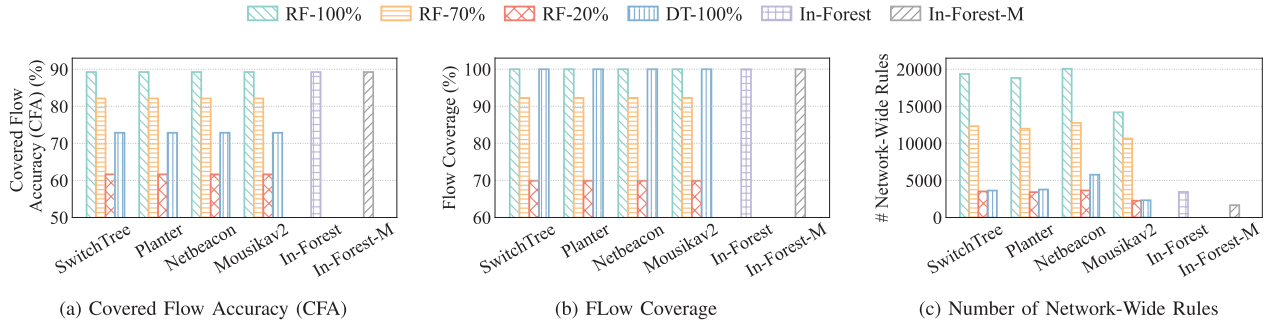 RF-100% RF-70% RF-20% DT-100% In-Forest In-Forest-M
Covered Flow
Accuracy (CFA) (%)
90
80
70
60
50
SwitchTree Planter Netbeacon Mousikav2 In-Forest In-Forest-M
(a) Covered Flow Accuracy (CFA)
Flow Coverage (%)
100
90
80
70
60
SwitchTree Planter Netbeacon Mousikav2 In-Forest In-Forest-M
(b) FLow Coverage
# Network-Wide Rules
20000
15000
10000
5000
0
SwitchTree Planter Netbeacon Mousikav2 In-Forest In-Forest-M
(c) Number of Network-Wide Rules